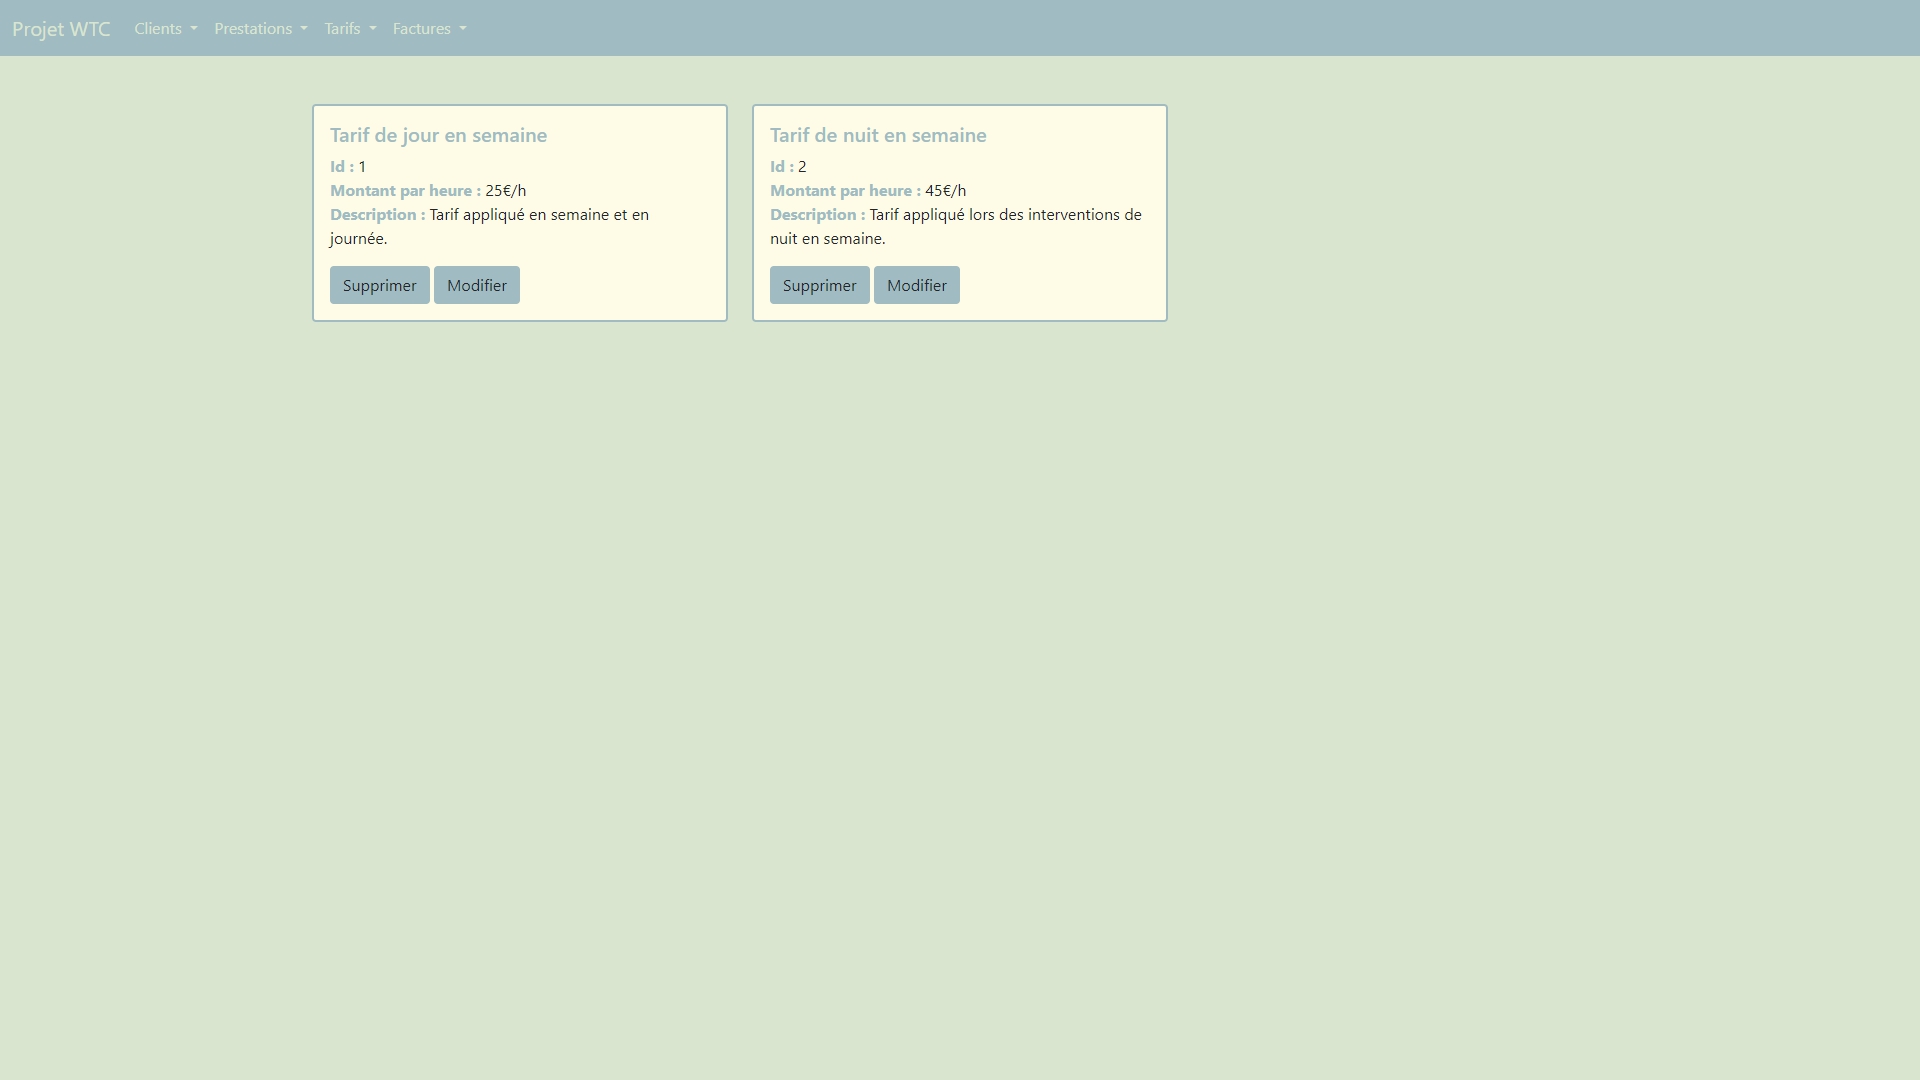 Projet WTC Clients Prestations Tarifs Factures
Tarif de jour en semaine
Id : 1
Montant par heure : 25€/h
Description : Tarif appliqué en semaine et en
journée.
Supprimer Modifier
Tarif de nuit en semaine
Id : 2
Montant par heure : 45€/h
Description : Tarif appliqué lors des interventions de
nuit en semaine.
Supprimer Modifier